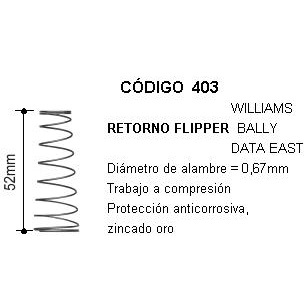 CÓDIGO 403
WILLIAMS
RETORNO FLIPPER BALLY
DATA EAST
Diámetro de alambre = 0,67mm
Trabajo a compresión
Protección anticorrosiva,
zincado oro
52mm